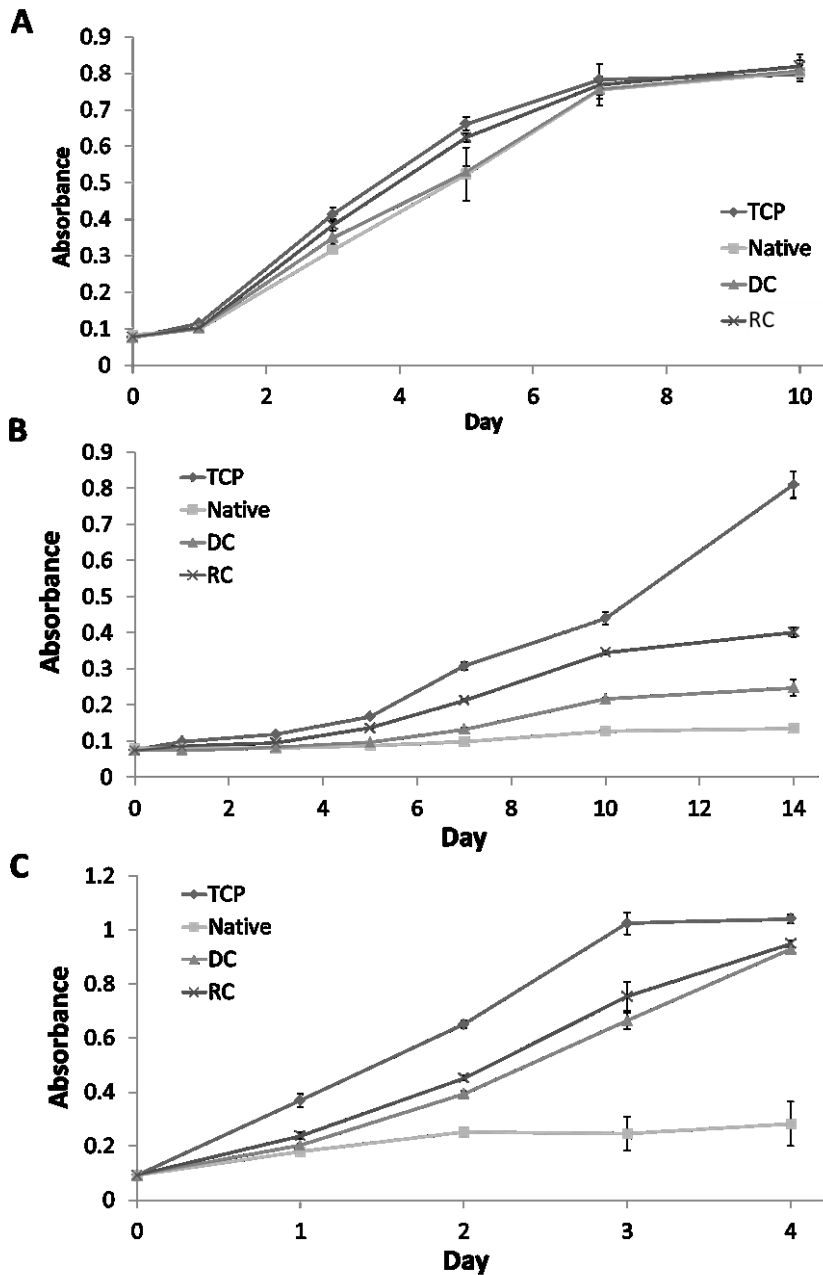 A
0.9
0.8
0.7
0.6
0.5
0.4
0.3
0.2
0.1
0
Absorbance
TCP
Native
DC
RC
0 2 4 6 8 10
Day
B
0.9
0.8
0.7
0.6
0.5
0.4
0.3
0.2
0.1
0
Absorbance
TCP
Native
DC
RC
0 2 4 6 8 10 12 14
Day
C
1.2
1
0.8
0.6
0.4
0.2
0
Absorbance
TCP
Native
DC
RC
0 1 2 3 4
Day